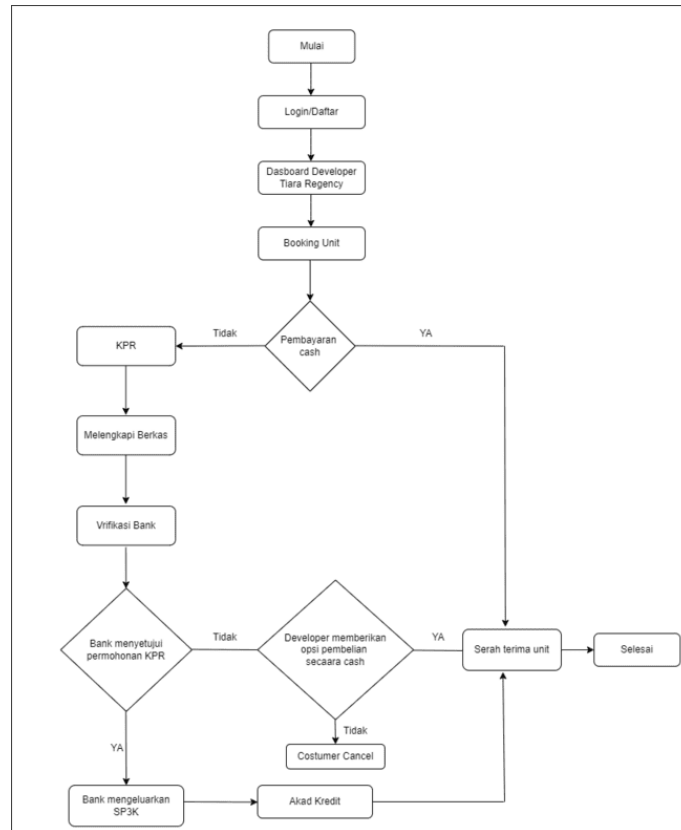 Mulai
Login/Daftar
Dasboard Developer
Tiara Regency
Booking Unit
Tidak
Pembayaran
cash
YA
KPR
Melengkapi Berkas
Vrifikasi Bank
Bank menyetujui
permohonan KPR
Tidak
Developer memberikan
opsi pembelian
secaara cash
YA
Serah terima unit
Selesai
Tidak
YA
Costumer Cancel
Bank mengeluarkan
SP3K
Akad Kredit